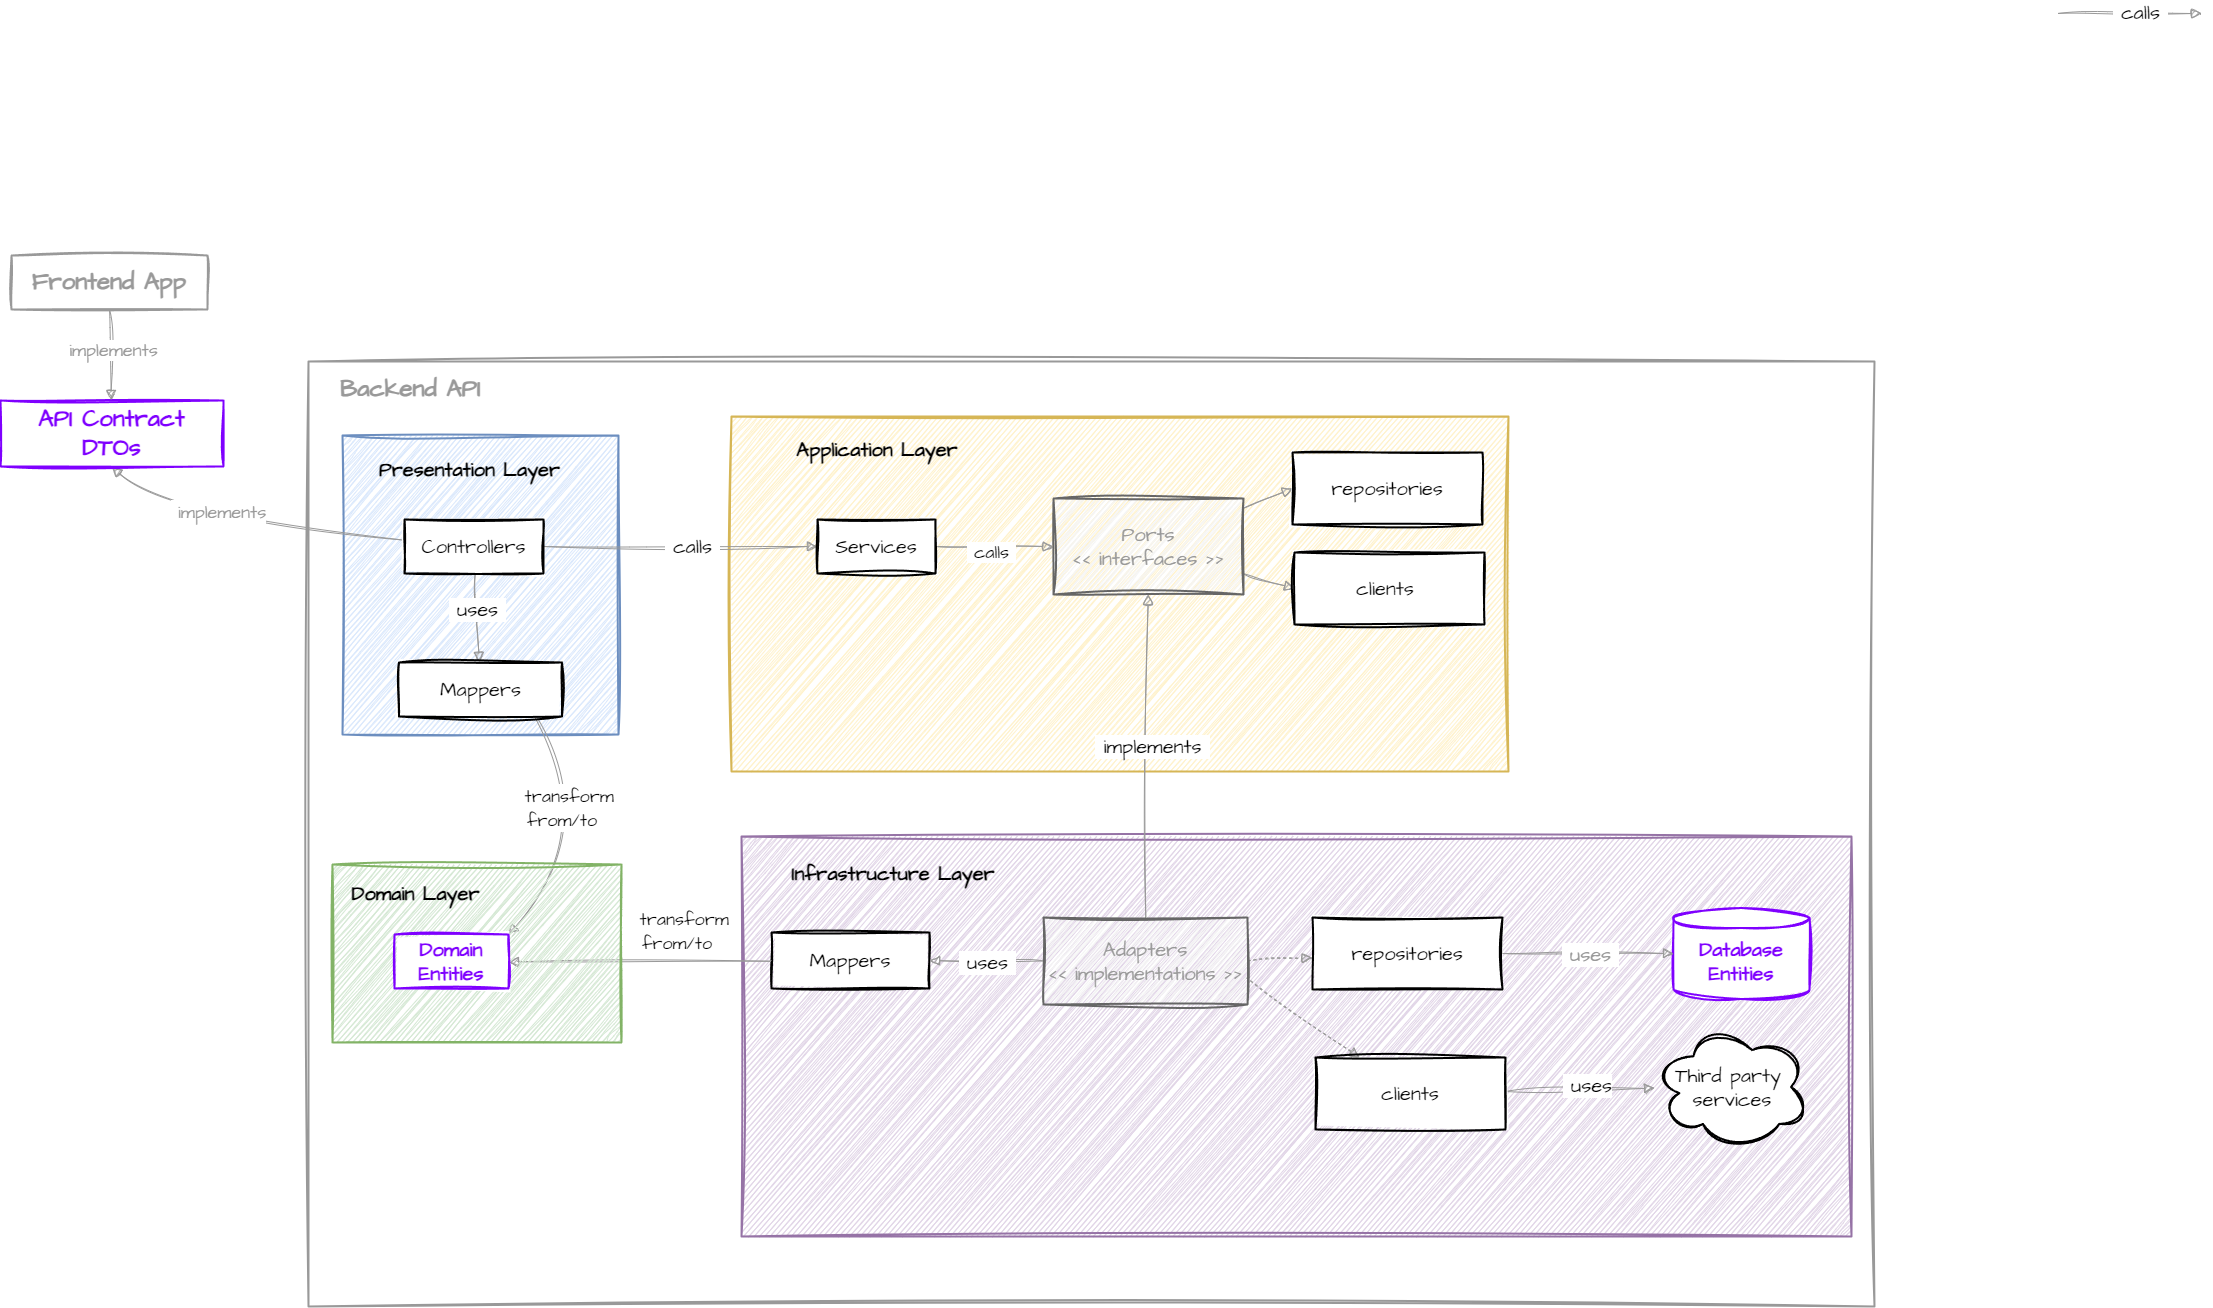 calls
Frontend App
implements
API Contract
DTOs
implements
Backend API
Presentation Layer
Controllers
uses
Mappers
calls
Application Layer
Services
calls
Ports
<< interfaces >>
repositories
clients
implements
transform
from/to
Domain Layer
Domain
Entities
transform
from/to
Infrastructure Layer
Mappers
uses
Adapters
<< implementations >>
repositories
uses
Database
Entities
clients
uses
Third party
services